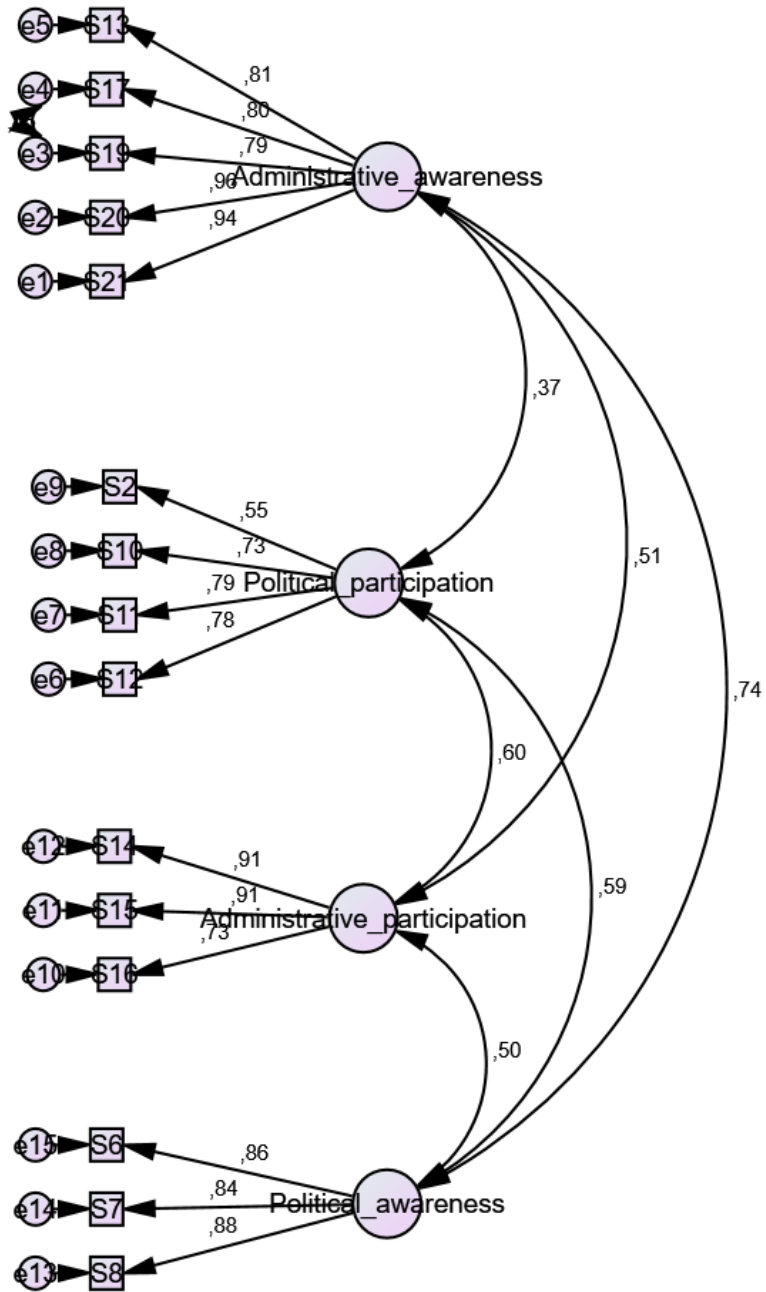 e5 S13
,81
e4 S17
,80
e3 S19
,79
Administrative_awareness
,96
e2 S20
,94
e1 S21
,37
e9 S2
,55
e8 S10
,73
,51
Political_participation
,79
e7 S11
,78
e6 S12
,74
,60
e12 S14
,91
,59
,91
e11 S15
Administrative_participation
,73
e10 S16
,50
e15 S6
,86
,84
Political_awareness
e14 S7
,88
e13 S8